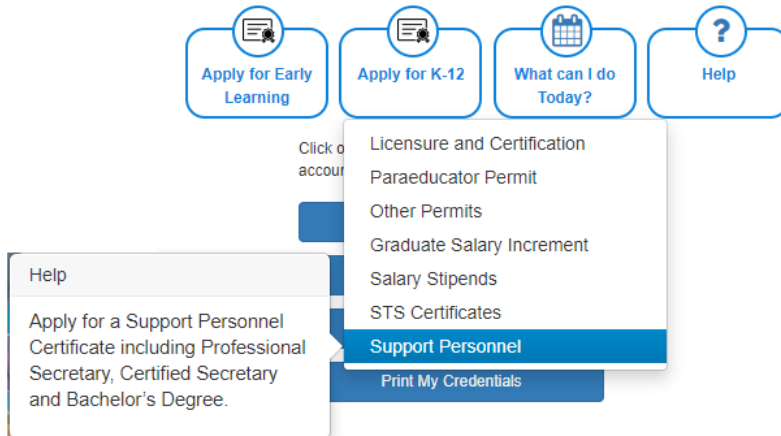 Apply for Early
Learning
Apply for K-12
What can I do
Today?
?
Help
Click o
accour
Licensure and Certification
Paraeducator Permit
Other Permits
Graduate Salary Increment
Salary Stipends
STS Certificates
Support Personnel
Print My Credentials
Help
Apply for a Support Personnel
Certificate including Professional
Secretary, Certified Secretary
and Bachelor's Degree.